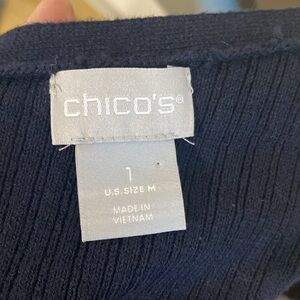 chico's®
1
U.S. SIZE M
MADE IN
VIETNAM